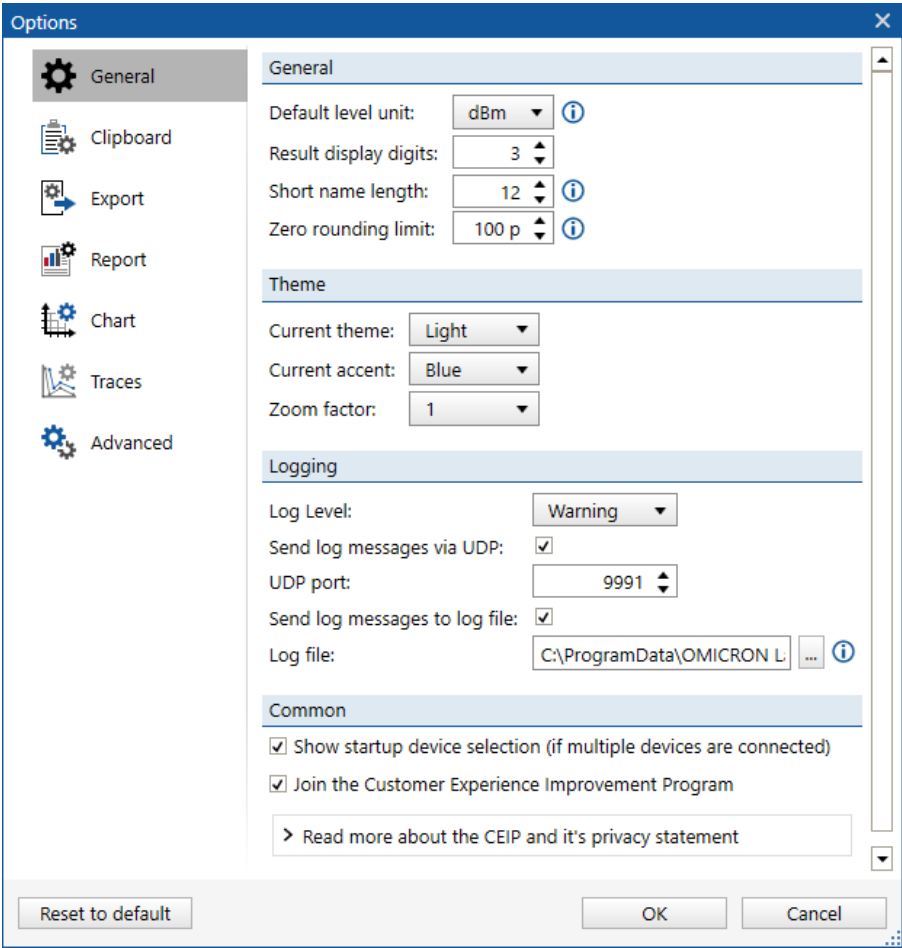 Options
General
Clipboard
Export
Report
Chart
Traces
Advanced
General
Default level unit: dBm
Result display digits: 3
Short name length: 12
Zero rounding limit: 100 p
Theme
Current theme: Light
Current accent: Blue
Zoom factor: 1
Logging
Log Level: Warning
Send log messages via UDP:
UDP port: 9991
Send log messages to log file:
Log file: C:\ProgramData\OMICRON L ...
Common
Show startup device selection (if multiple devices are connected)
Join the Customer Experience Improvement Program
Read more about the CEIP and it's privacy statement
Reset to default OK Cancel